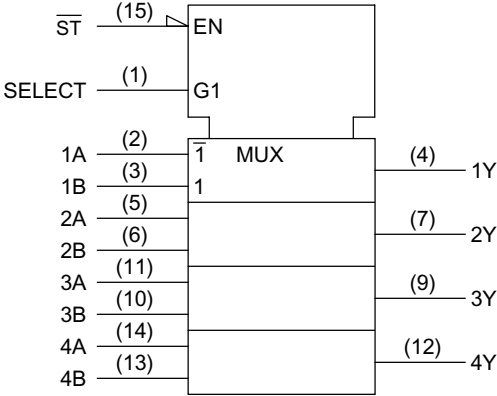 S̅T̅ (15) EN
SELECT (1) G1
1A (2) 1̅ MUX (4) 1Y
1B (3) 1
2A (5) (7) 2Y
2B (6)
3A (11) (9) 3Y
3B (10)
4A (14) (12) 4Y
4B (13)